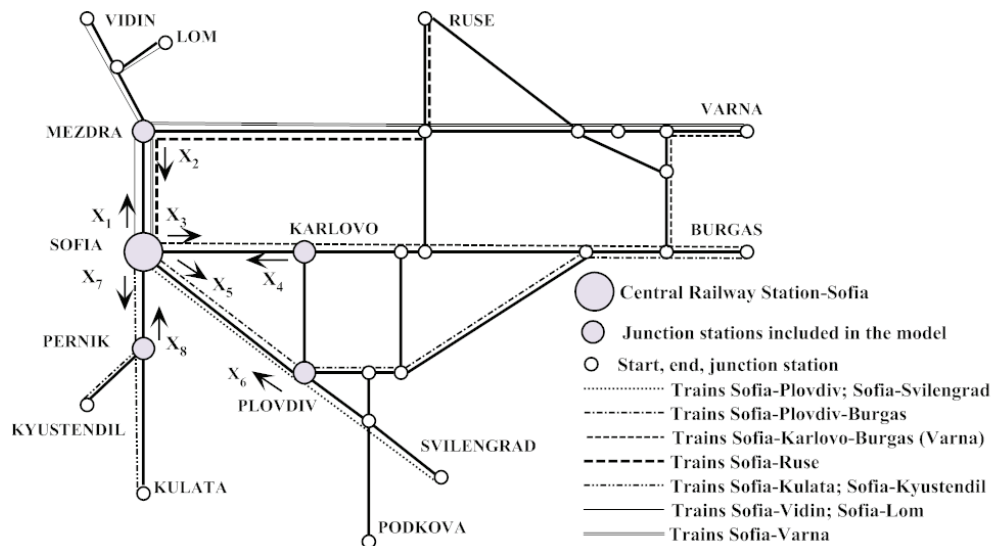 VIDIN
RUSE
LOM
MEZDRA
VARNA
X2
X1
X3
SOFIA
KARLOVO
BURGAS
X7
X5
X4
Central Railway Station-Sofia
PERNIK
X8
Junction stations included in the model
X6
Start, end, junction station
PLOVDIV
Trains Sofia-Plovdiv; Sofia-Svilengrad
KYUSTENDIL
Trains Sofia-Plovdiv-Burgas
SVILENGRAD
Trains Sofia-Karlovo-Burgas (Varna)
Trains Sofia-Ruse
KULATA
Trains Sofia-Kulata; Sofia-Kyustendil
Trains Sofia-Vidin; Sofia-Lom
PODKOVA
Trains Sofia-Varna